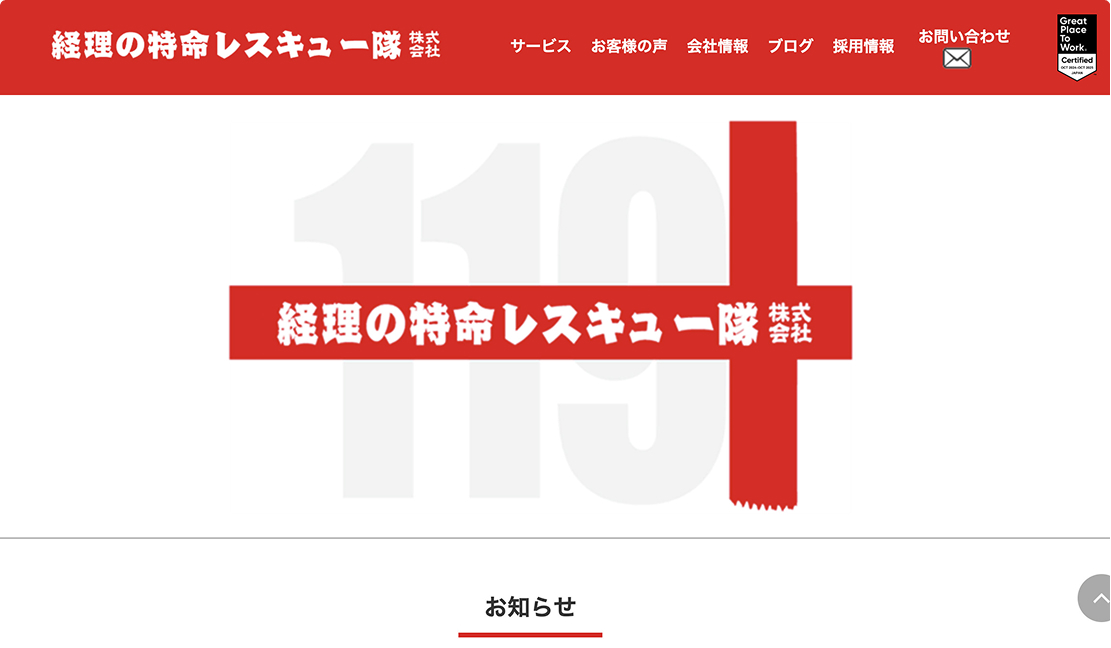 経理の特命レスキュー隊 株式会社
サービス お客様の声 会社情報 ブログ 採用情報 お問い合わせ
Great
Place
To
Work.
Certified
OCT 2024-OCT 2025
JAPAN
119
経理の特命レスキュー隊 株式会社
お知らせ